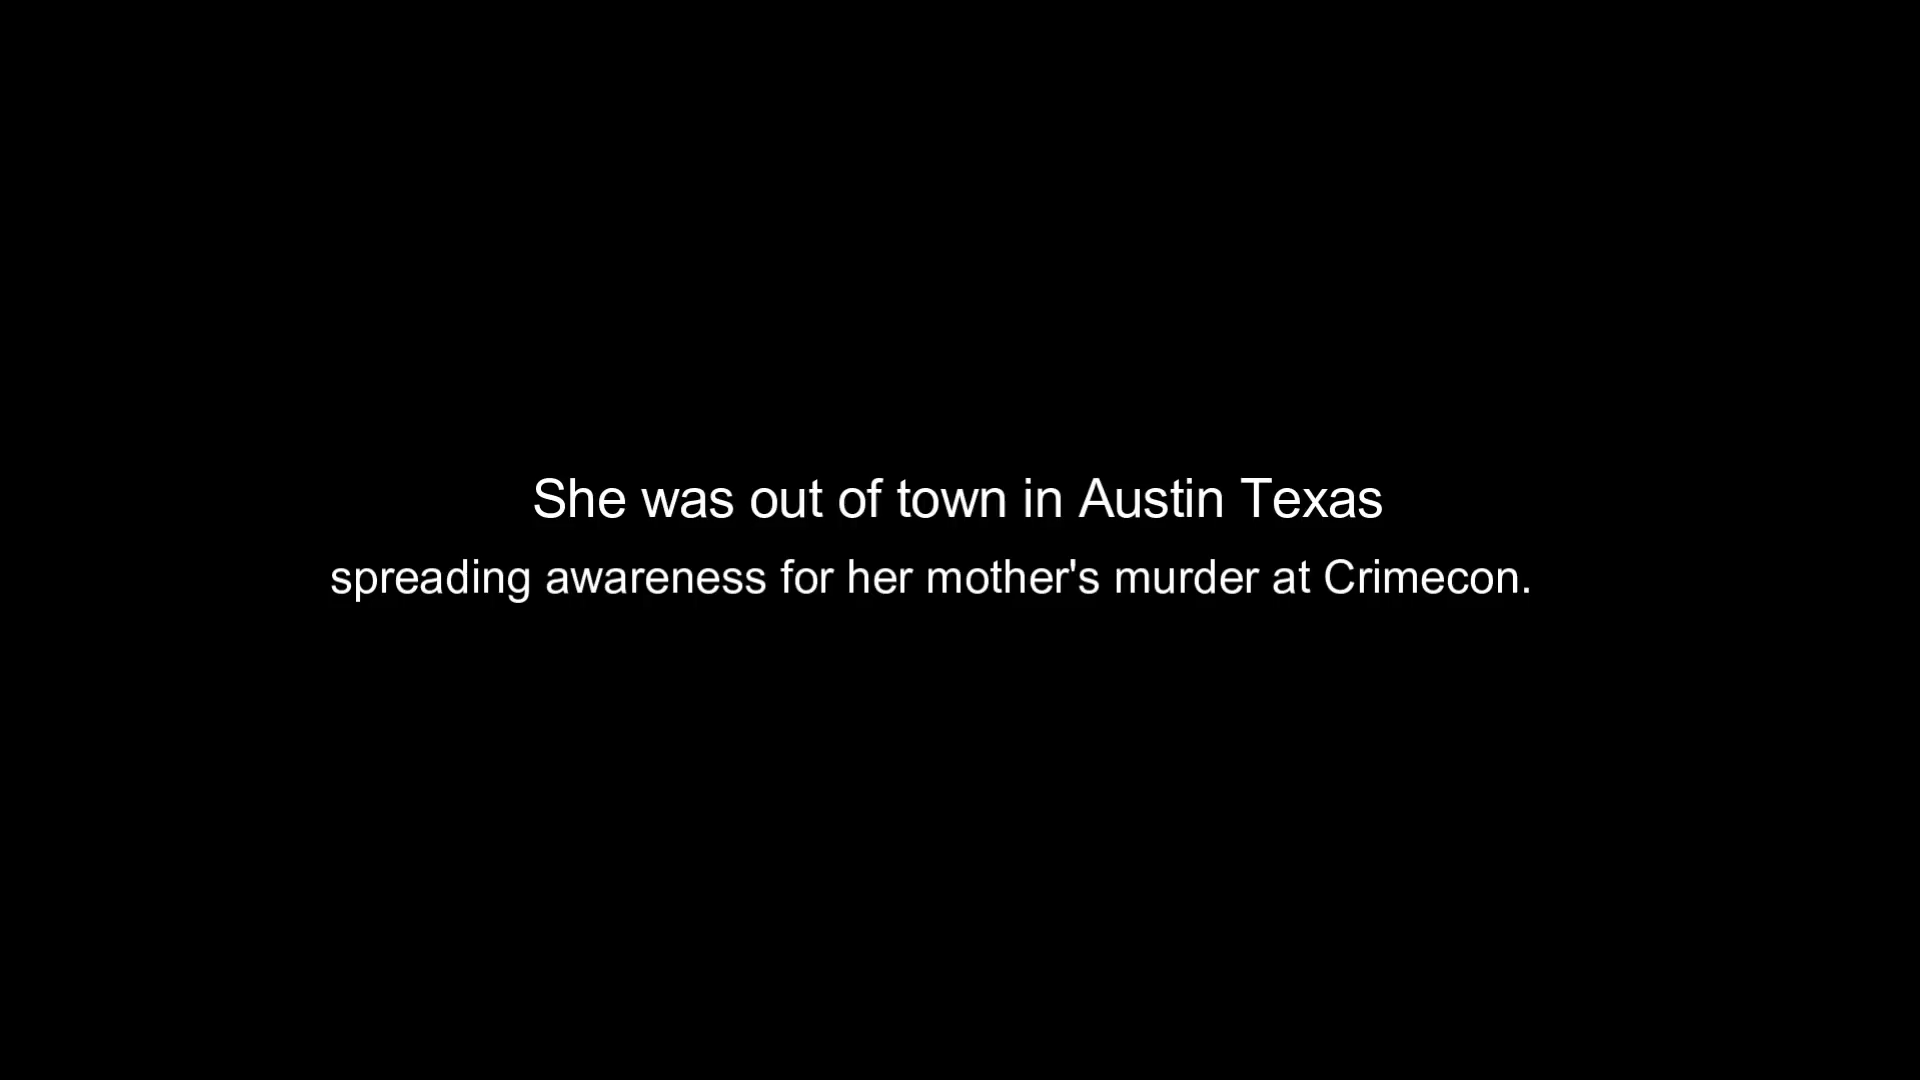 She was out of town in Austin Texas
spreading awareness for her mother's murder at Crimecon.